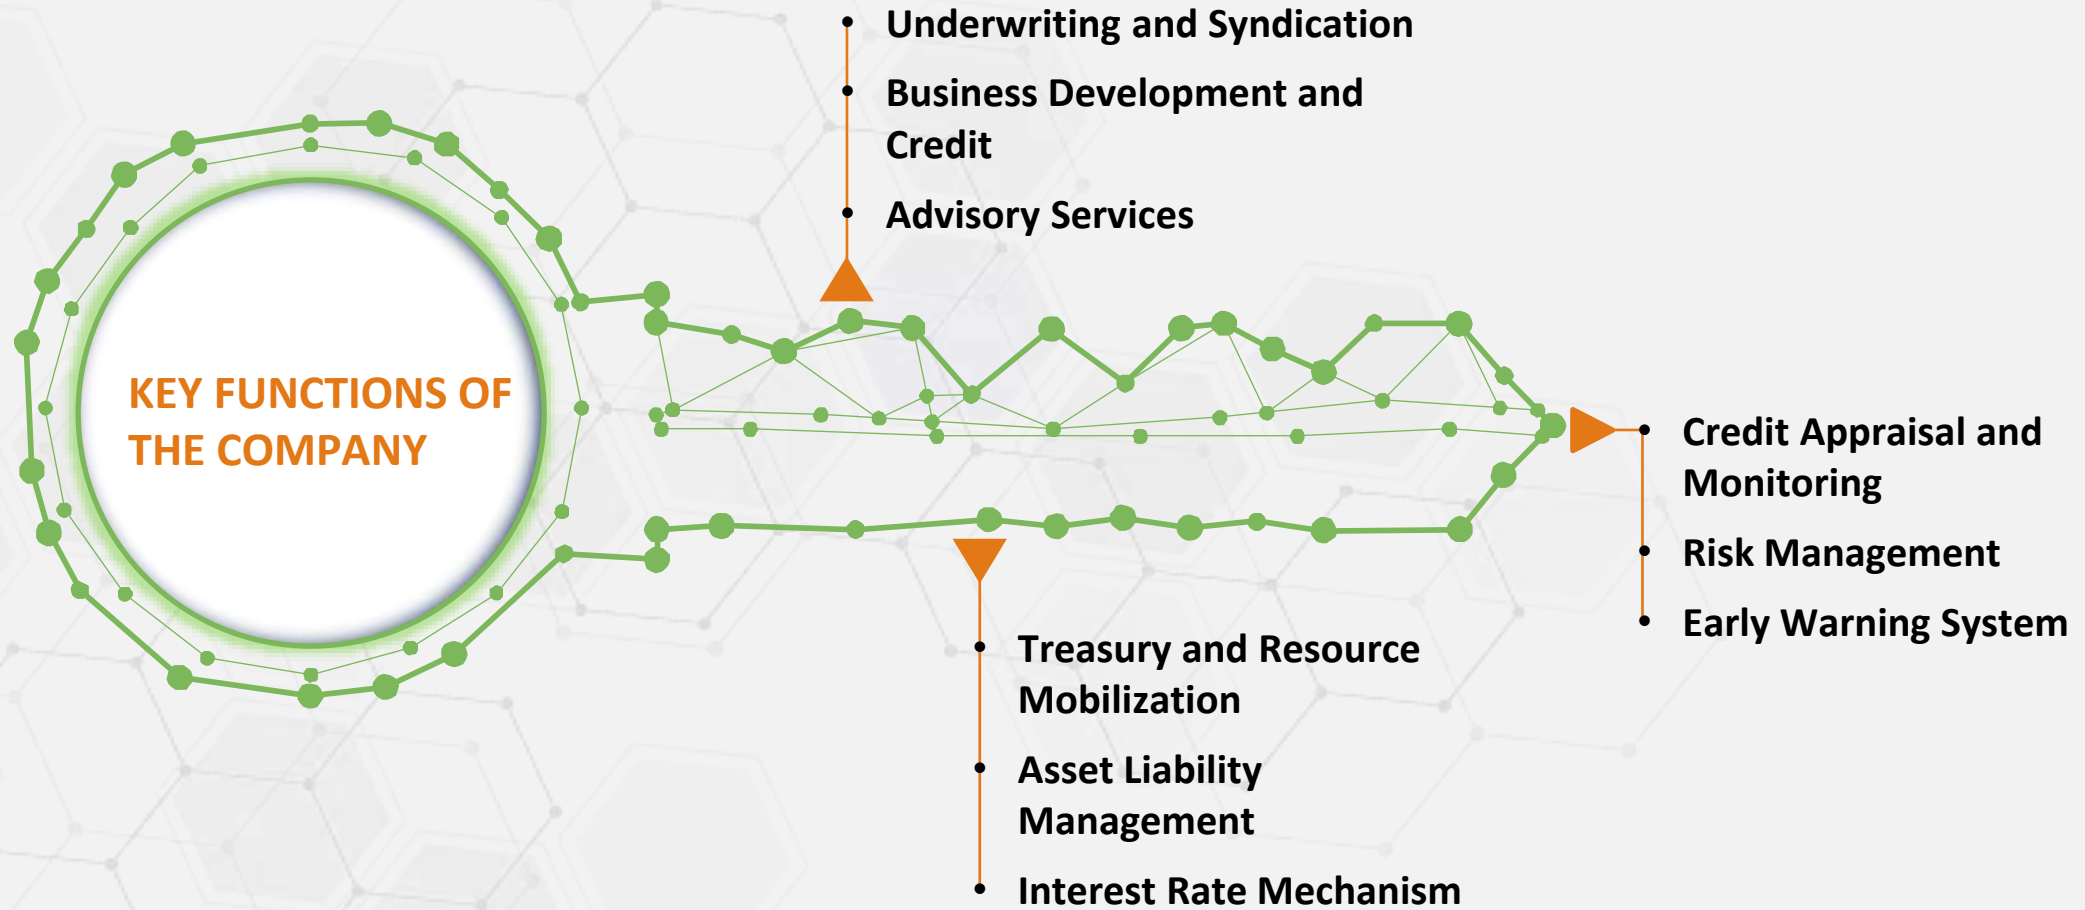 • Underwriting and Syndication
• Business Development and
Credit
• Advisory Services
KEY FUNCTIONS OF
THE COMPANY
• Credit Appraisal and
Monitoring
• Risk Management
• Early Warning System
• Treasury and Resource
Mobilization
• Asset Liability
Management
• Interest Rate Mechanism